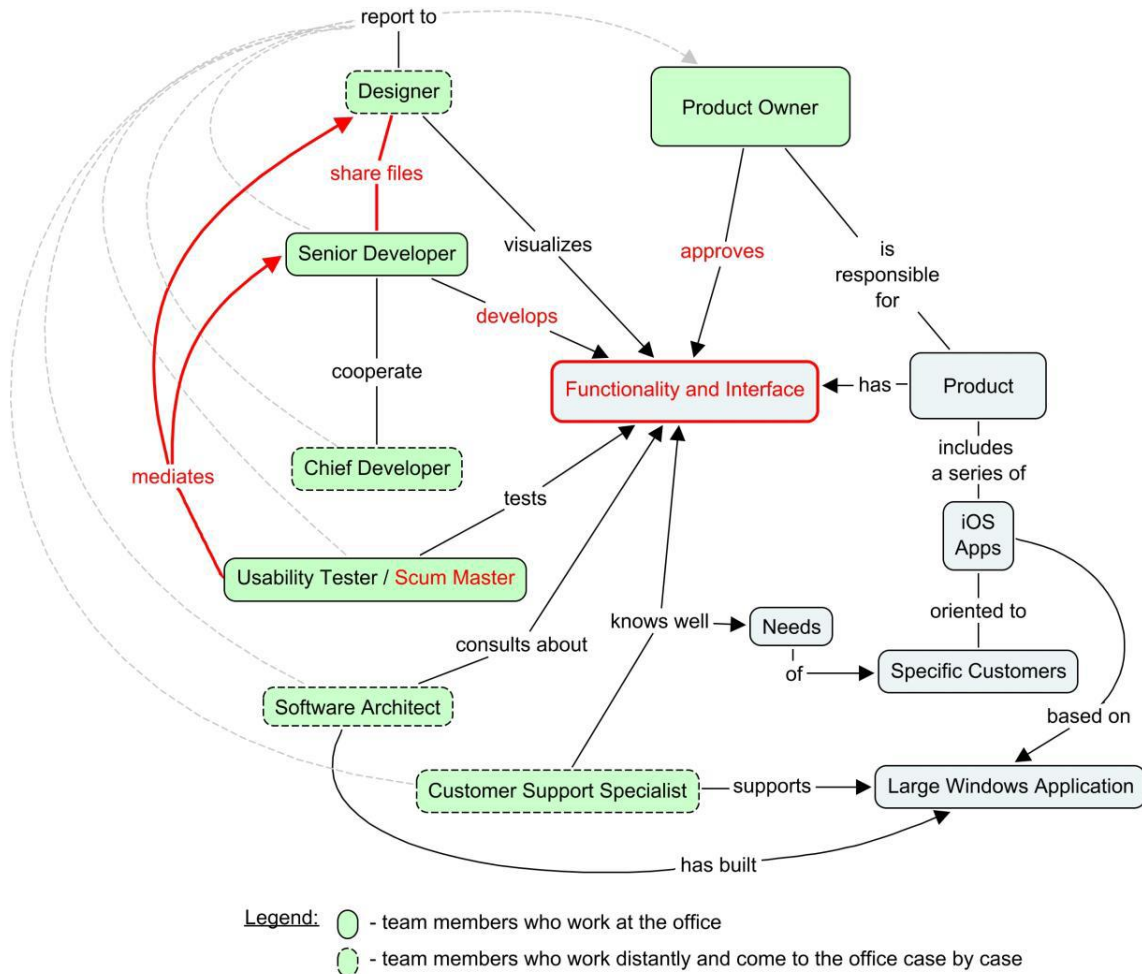 report to
Designer
Product Owner
share files
Senior Developer
visualizes
approves
is
responsible
for
develops
cooperate
Functionality and Interface
has
Product
Chief Developer
mediates
includes
a series of
tests
iOS
Apps
Usability Tester / Scum Master
knows well
Needs
oriented to
consults about
of
Specific Customers
Software Architect
based on
Customer Support Specialist
supports
Large Windows Application
has built
Legend:
- team members who work at the office
- team members who work distantly and come to the office case by case